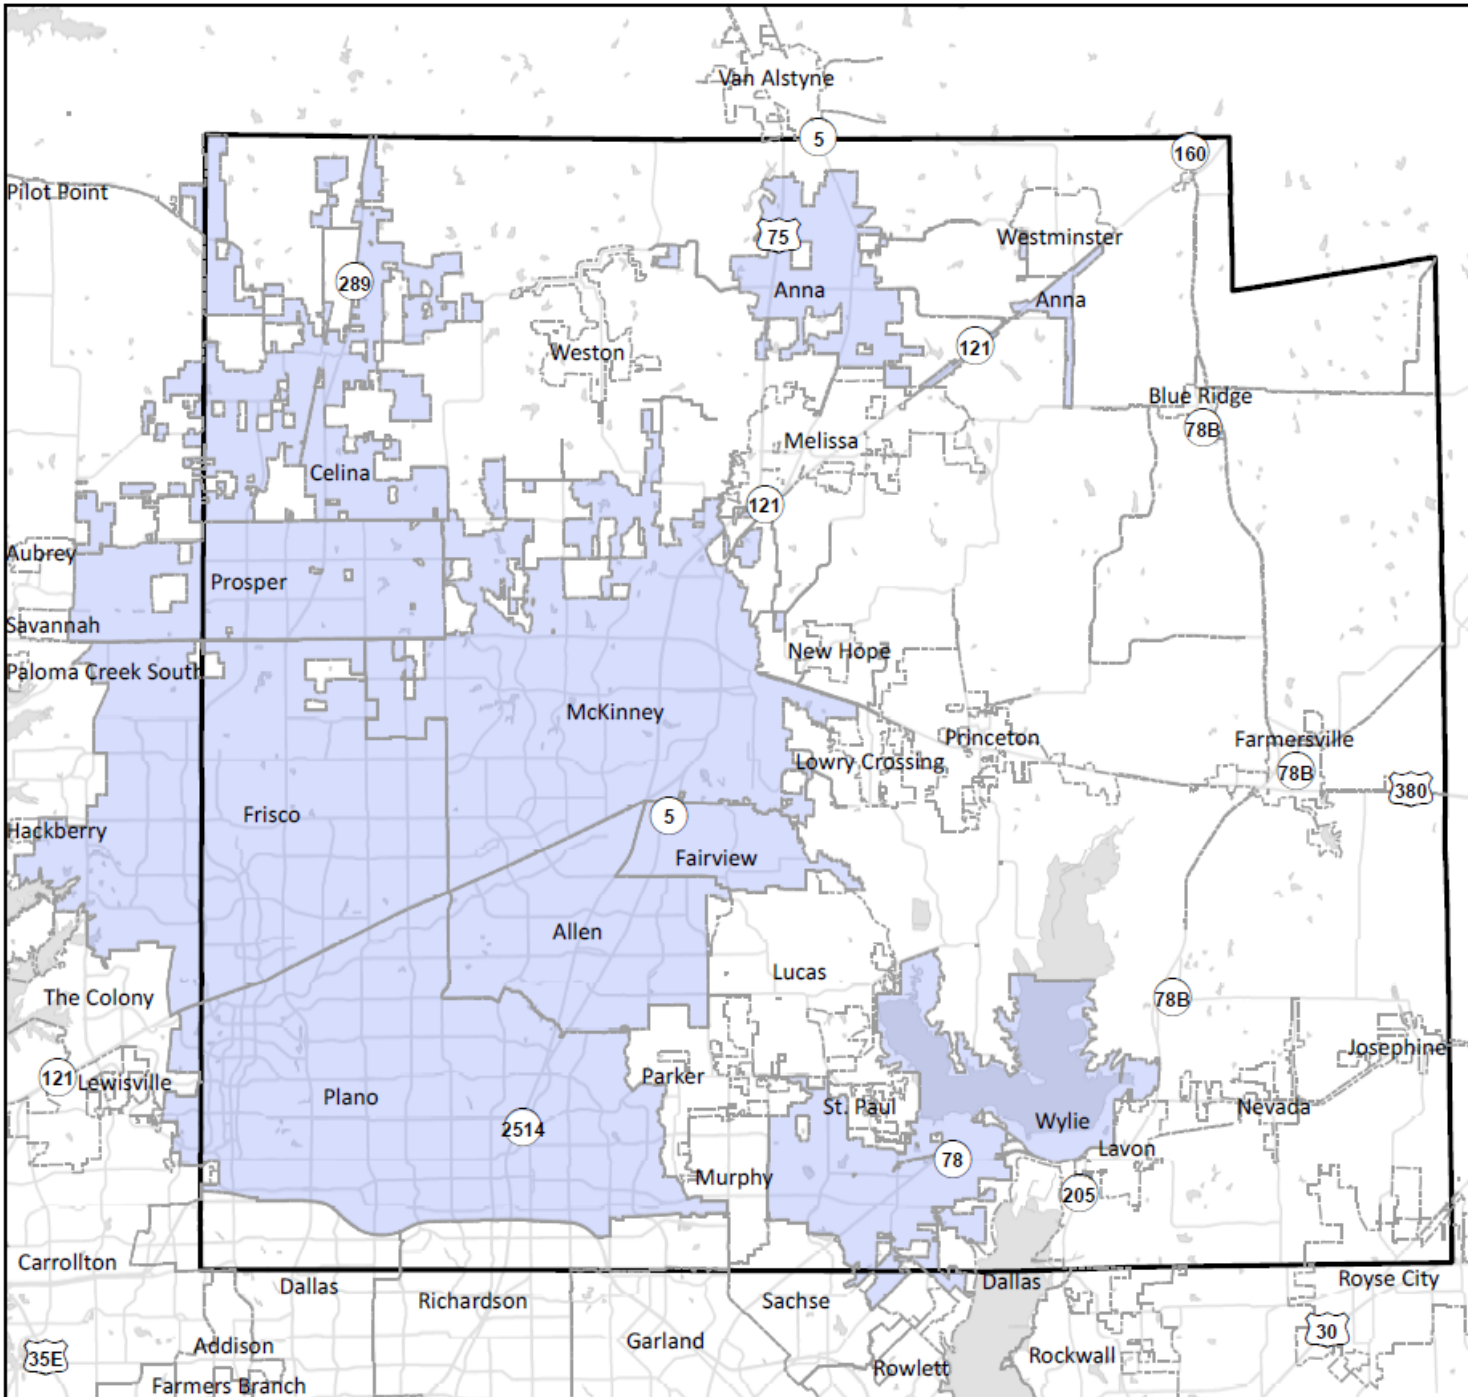 Van Alstyne
5
160
Pilot Point
75
Westminster
289
Anna
Anna
121
Weston
Blue Ridge
78B
Melissa
Celina
121
Aubrey
Prosper
Savannah
New Hope
Paloma Creek South
McKinney
Princeton
Farmersville
Lowry Crossing
78B
380
Frisco
5
Hackberry
Fairview
Allen
Lucas
The Colony
78B
Josephine
121
Lewisville
Parker
Plano
St. Paul
Nevada
Wylie
2514
Lavon
78
Murphy
205
Carrollton
Dallas
Dallas
Royse City
Richardson
Sachse
30
Addison
Garland
35E
Rockwall
Rowlett
Farmers Branch